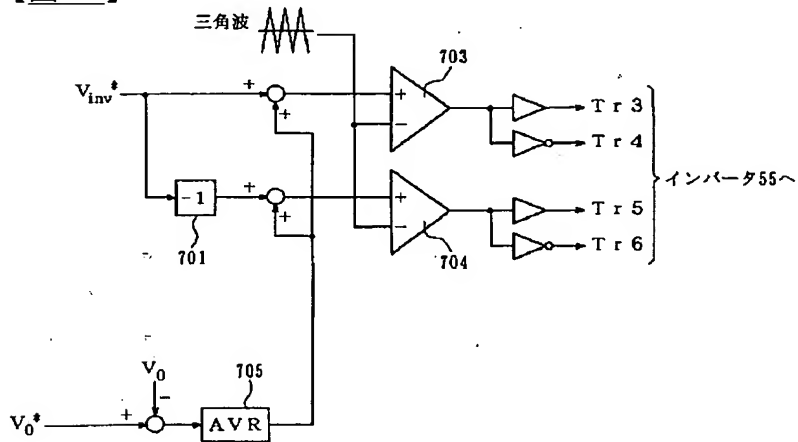 三角波
703
V_inv*
+
+
+
−
Tr3
Tr4
インバータ55へ
-1
701
+
+
+
−
704
Tr5
Tr6
V_0
−
705
V_0*
+
AVR